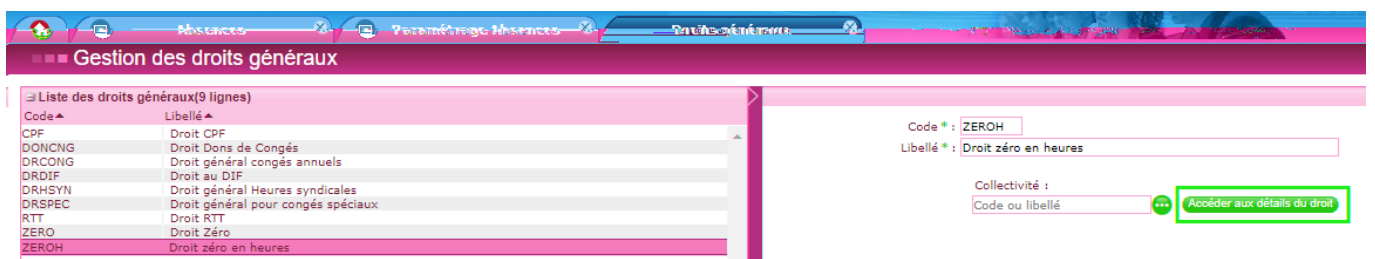 Absences
Paramétrage Absences
Droits généraux
Gestion des droits généraux
Liste des droits généraux(9 lignes)
Code Libellé
CPF Droit CPF
DONCNG Droit Dons de Congés
DRCONG Droit général congés annuels
DRDIF Droit au DIF
DRHSYN Droit général Heures syndicales
DRSPEC Droit général pour congés spéciaux
RTT Droit RTT
ZERO Droit Zéro
ZEROH Droit zéro en heures
Code * : ZEROH
Libellé * : Droit zéro en heures
Collectivité :
Code ou libellé Accéder aux détails du droit